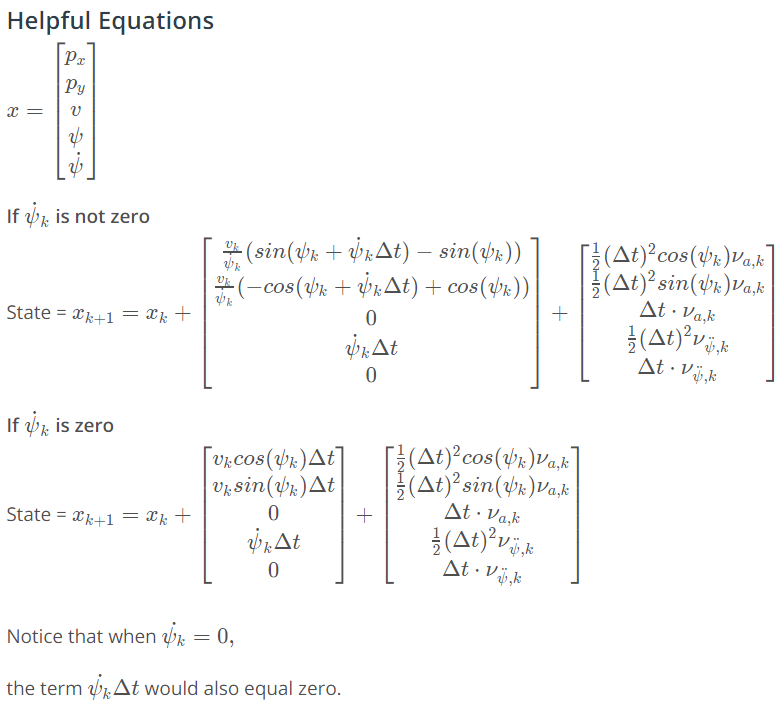 Helpful Equations
x = [p_x
p_y
v
ψ
ψ̇]
If ψ̇_k is not zero
State = x_{k+1} = x_k + [v_k/ψ̇_k (sin(ψ_k + ψ̇_kΔt) − sin(ψ_k))
v_k/ψ̇_k (−cos(ψ_k + ψ̇_kΔt) + cos(ψ_k))
0
ψ̇_kΔt
0] + [1/2(Δt)²cos(ψ_k)ν_{a,k}
1/2(Δt)²sin(ψ_k)ν_{a,k}
Δt · ν_{a,k}
1/2(Δt)²ν_{ψ̈,k}
Δt · ν_{ψ̈,k}]
If ψ̇_k is zero
State = x_{k+1} = x_k + [v_kcos(ψ_k)Δt
v_ksin(ψ_k)Δt
0
ψ̇_kΔt
0] + [1/2(Δt)²cos(ψ_k)ν_{a,k}
1/2(Δt)²sin(ψ_k)ν_{a,k}
Δt · ν_{a,k}
1/2(Δt)²ν_{ψ̈,k}
Δt · ν_{ψ̈,k}]
Notice that when ψ̇_k = 0,
the term ψ̇_kΔt would also equal zero.